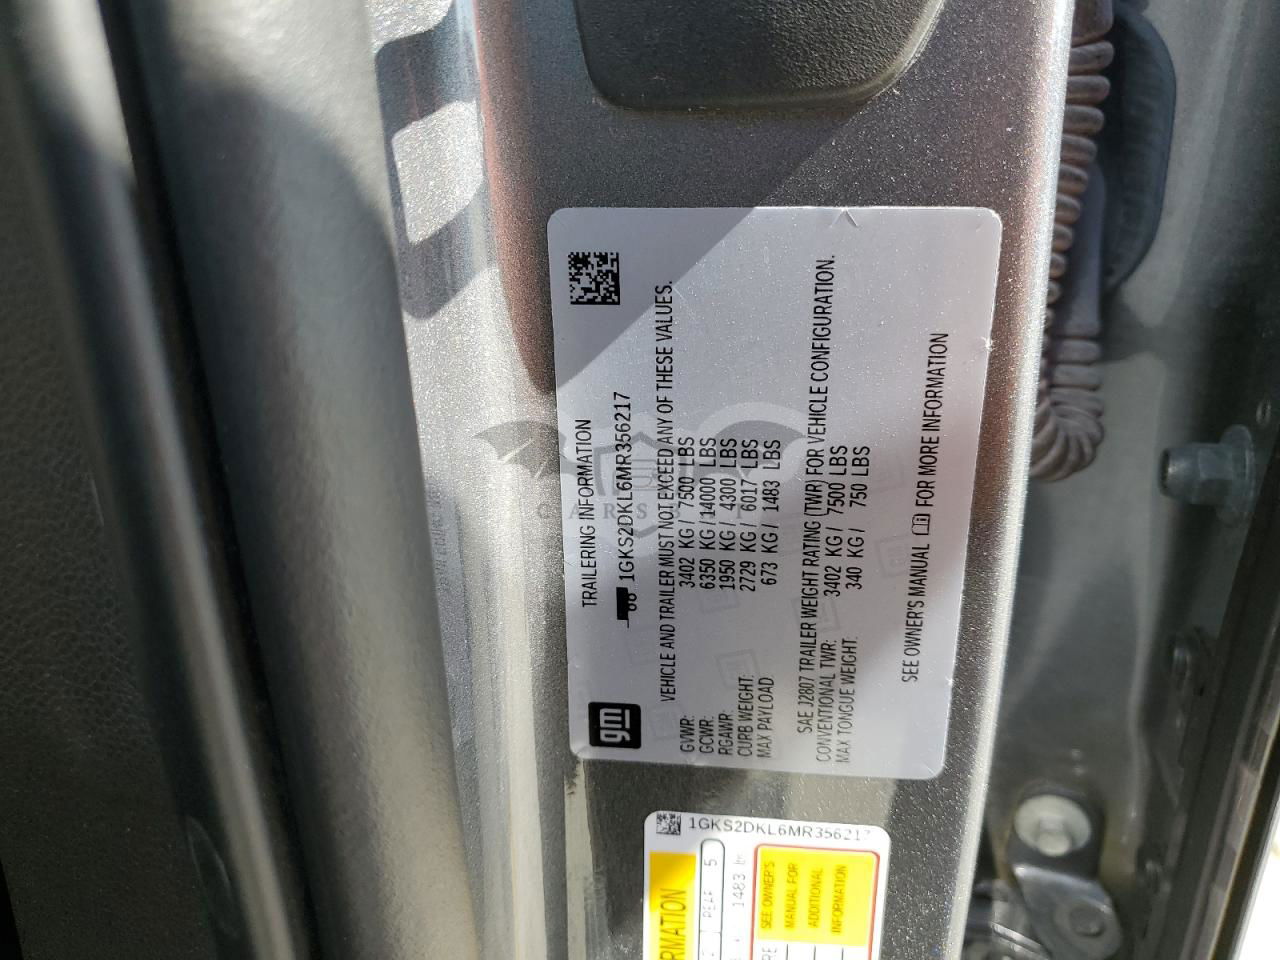 TRAILERING INFORMATION
1GKS2DKL6MR356217
gm
VEHICLE AND TRAILER MUST NOT EXCEED ANY OF THESE VALUES.
GVWR: 3402 KG / 7500 LBS
GCWR: 6350 KG / 14000 LBS
RGAWR: 1950 KG / 4300 LBS
CURB WEIGHT: 2729 KG / 6017 LBS
MAX PAYLOAD 673 KG / 1483 LBS
SAE J2807 TRAILER WEIGHT RATING (TWR) FOR VEHICLE CONFIGURATION.
CONVENTIONAL TWR: 3402 KG / 7500 LBS
MAX TONGUE WEIGHT: 340 KG / 750 LBS
SEE OWNER'S MANUAL FOR MORE INFORMATION
1GKS2DKL6MR356217
RMATION
REAR 5
1483
SEE OWNER'S
MANUAL FOR
ADDITIONAL
INFORMATION